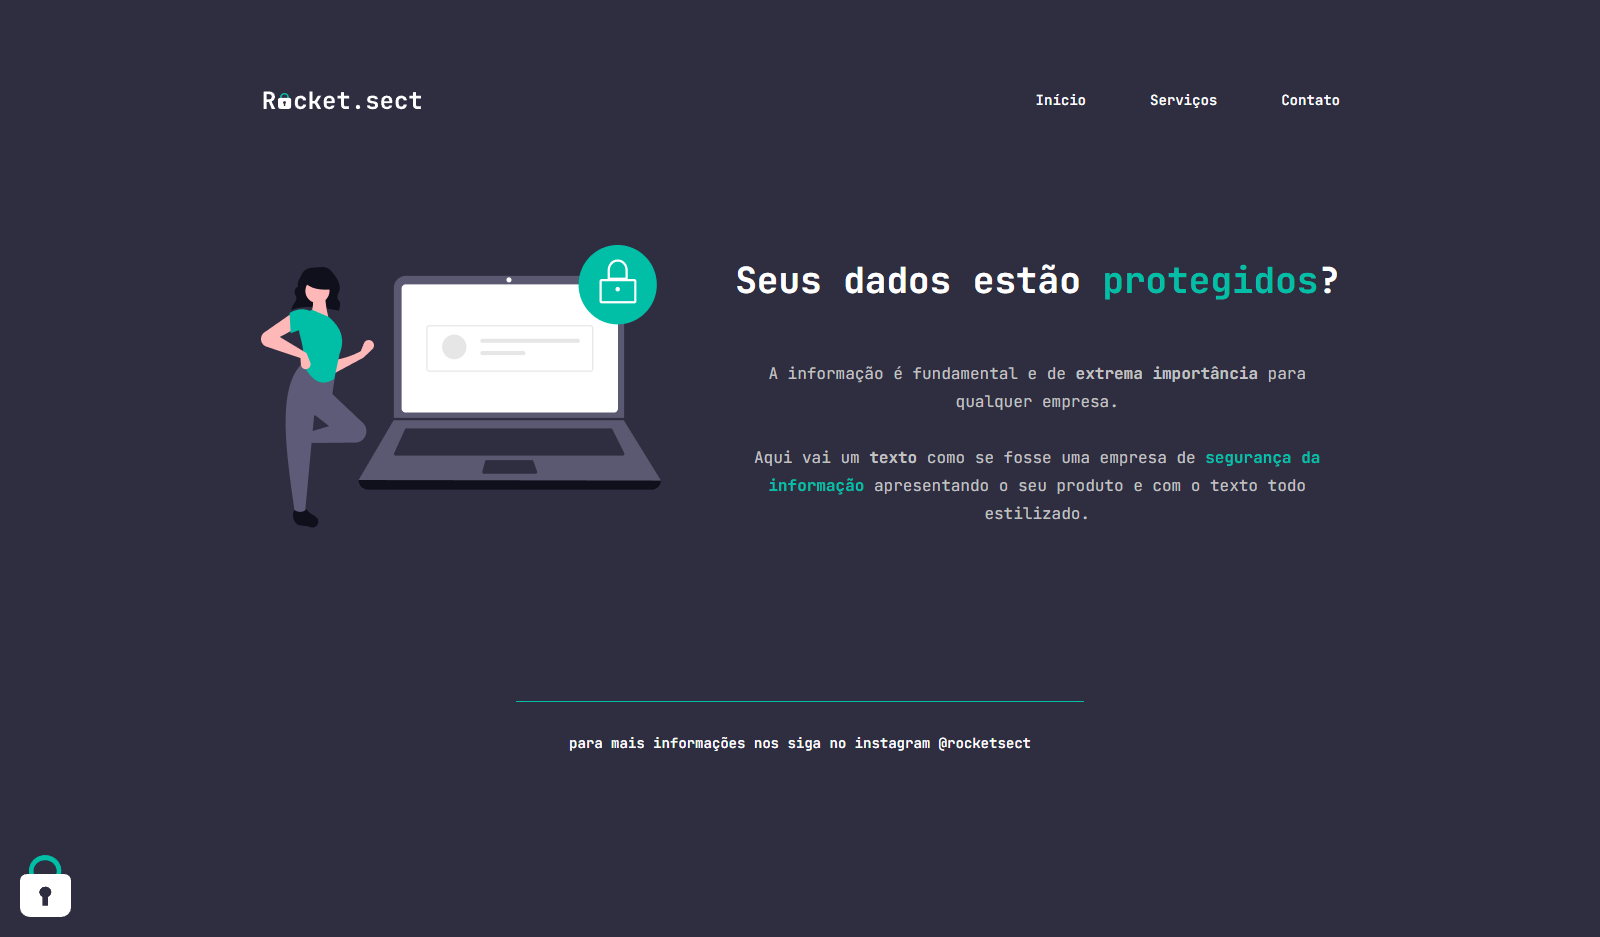 Rocket.sect
Início Serviços Contato
Seus dados estão protegidos?
A informação é fundamental e de extrema importância para
qualquer empresa.
Aqui vai um texto como se fosse uma empresa de segurança da
informação apresentando o seu produto e com o texto todo
estilizado.
para mais informações nos siga no instagram @rocketsect